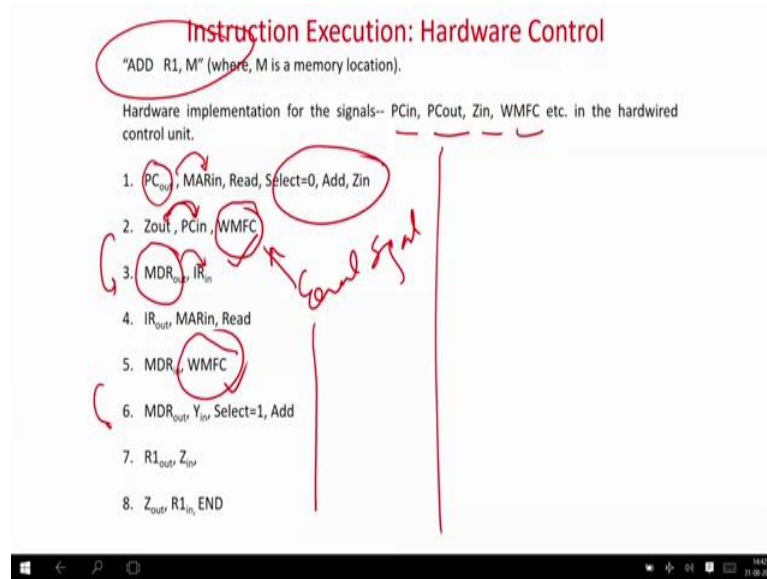 Instruction Execution: Hardware Control
"ADD R1, M" (where, M is a memory location).
Hardware implementation for the signals-- PCin, PCout, Zin, WMFC etc. in the hardwired
control unit.
1. PCout, MARin, Read, Select=0, Add, Zin
2. Zout , PCin , WMFC
3. MDRout, IRin
4. IRout, MARin, Read
5. MDR WMFC
6. MDRout, Yin, Select=1, Add
7. R1out, Zin,
8. Zout, R1in, END
14:42